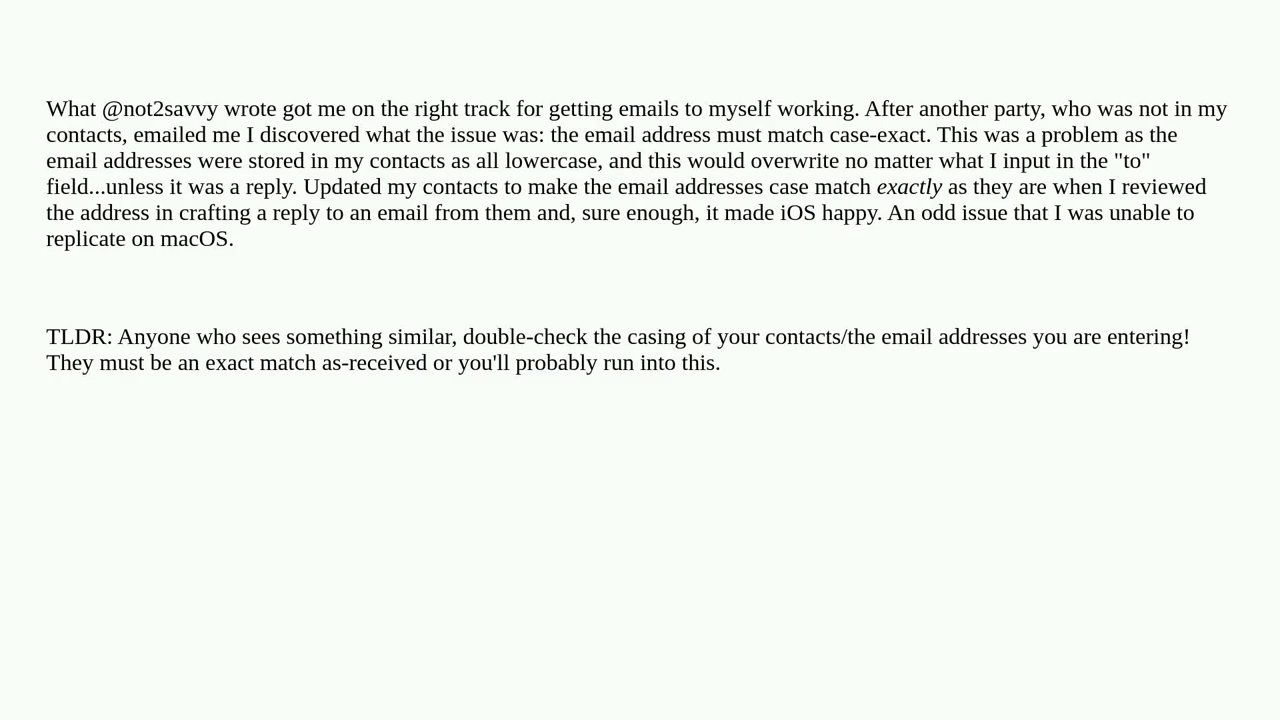 What @not2savvy wrote got me on the right track for getting emails to myself working. After another party, who was not in my
contacts, emailed me I discovered what the issue was: the email address must match case-exact. This was a problem as the
email addresses were stored in my contacts as all lowercase, and this would overwrite no matter what I input in the "to"
field...unless it was a reply. Updated my contacts to make the email addresses case match exactly as they are when I reviewed
the address in crafting a reply to an email from them and, sure enough, it made iOS happy. An odd issue that I was unable to
replicate on macOS.
TLDR: Anyone who sees something similar, double-check the casing of your contacts/the email addresses you are entering!
They must be an exact match as-received or you'll probably run into this.